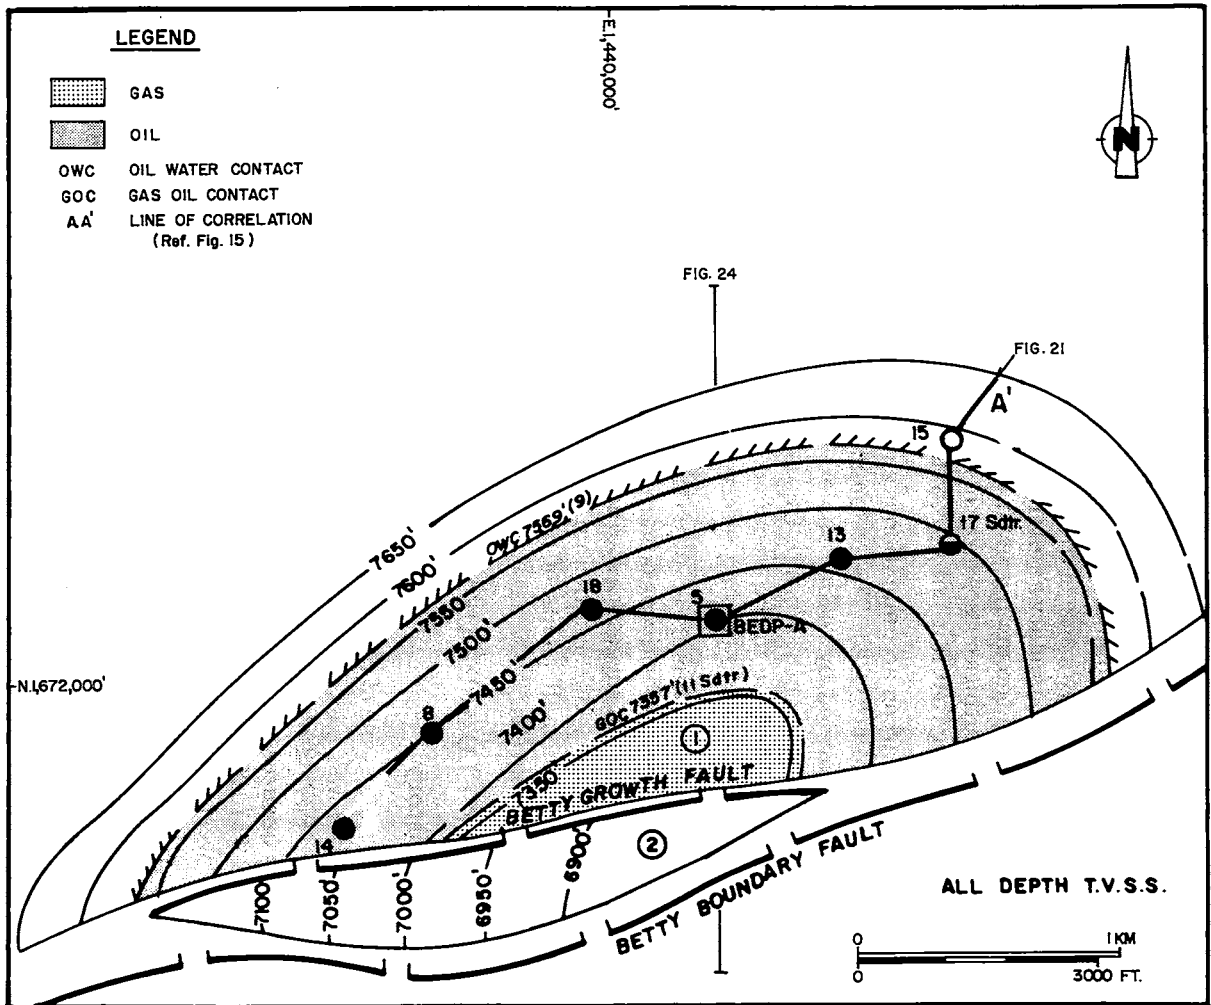 LEGEND
GAS
OIL
OWC OIL WATER CONTACT
GOC GAS OIL CONTACT
AA' LINE OF CORRELATION
(Ref. Fig. 15)
E1,440,000'
N
FIG. 24
FIG. 21
A'
15
OWC 7569' (9)
17 Sdtr.
7650'
13
7600'
18
7550'
5
BEDP-A
7500'
N.1,672,000'
7450'
GOC 7357' (11 Sdtr)
8
7400'
1
7350'
BETTY GROWTH FAULT
14
2
6900'
7100'
7050'
7000'
6950'
BETTY BOUNDARY FAULT
ALL DEPTH T.V.S.S.
0 1KM
0 3000 FT.